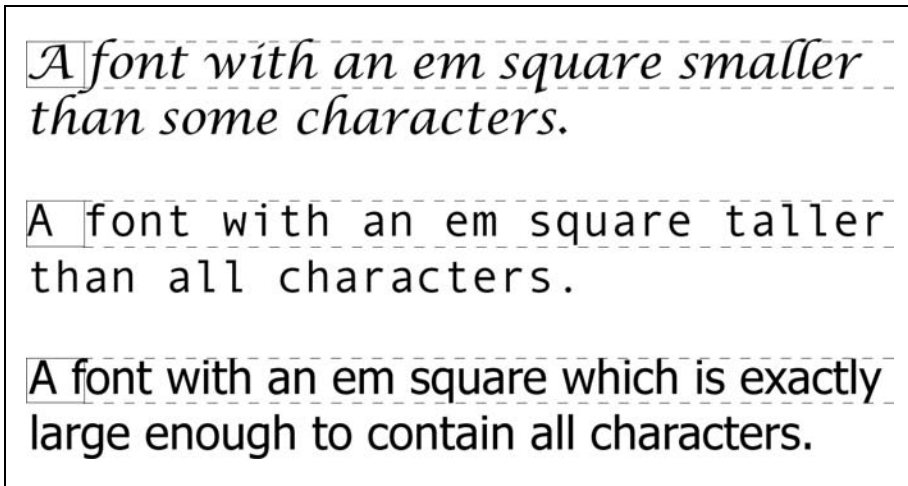 A font with an em square smaller
than some characters.
A font with an em square taller
than all characters.
A font with an em square which is exactly
large enough to contain all characters.